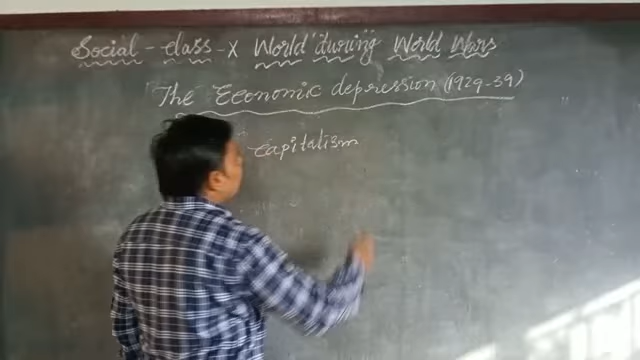 Social-class-X World during World Wars
The Economic depression (1929-39)
capitalism